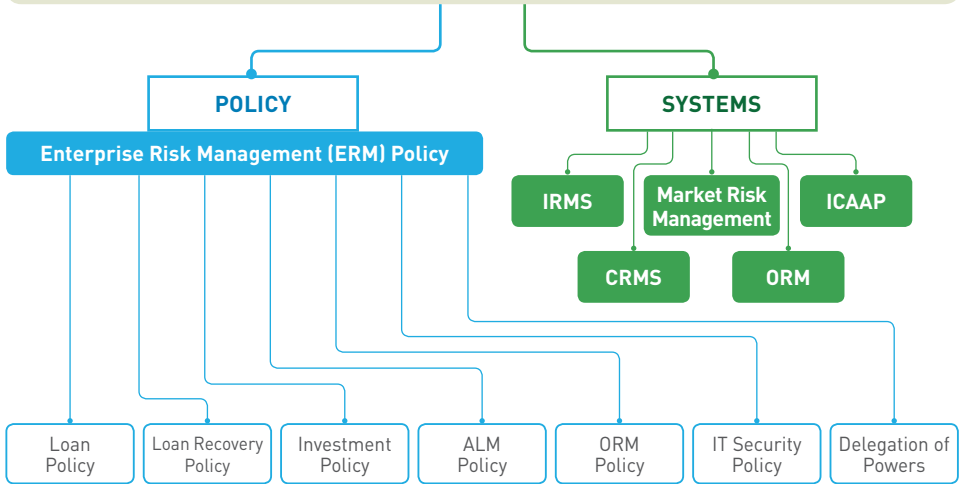 POLICY
SYSTEMS
Enterprise Risk Management (ERM) Policy
IRMS
Market Risk
Management
ICAAP
CRMS
ORM
Loan
Policy
Loan Recovery
Policy
Investment
Policy
ALM
Policy
ORM
Policy
IT Security
Policy
Delegation of
Powers